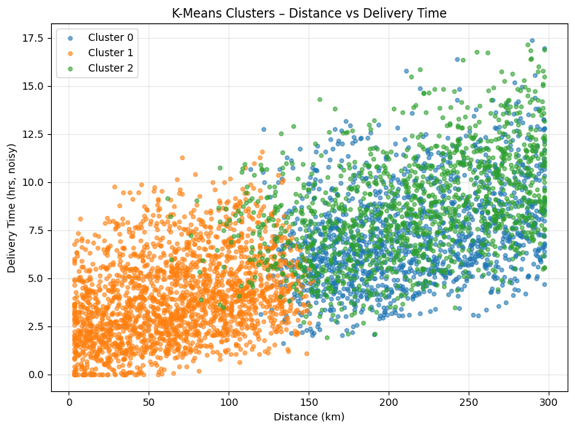 K-Means Clusters – Distance vs Delivery Time
Cluster 0
Cluster 1
Cluster 2
Delivery Time (hrs, noisy)
17.5
15.0
12.5
10.0
7.5
5.0
2.5
0.0
0 50 100 150 200 250 300
Distance (km)